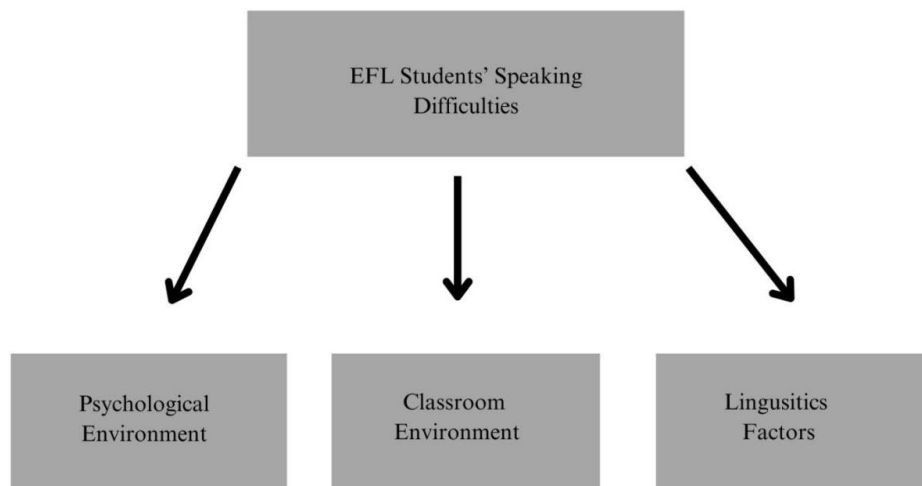 EFL Students' Speaking
Difficulties
Psychological
Environment
Classroom
Environment
Lingusitics
Factors